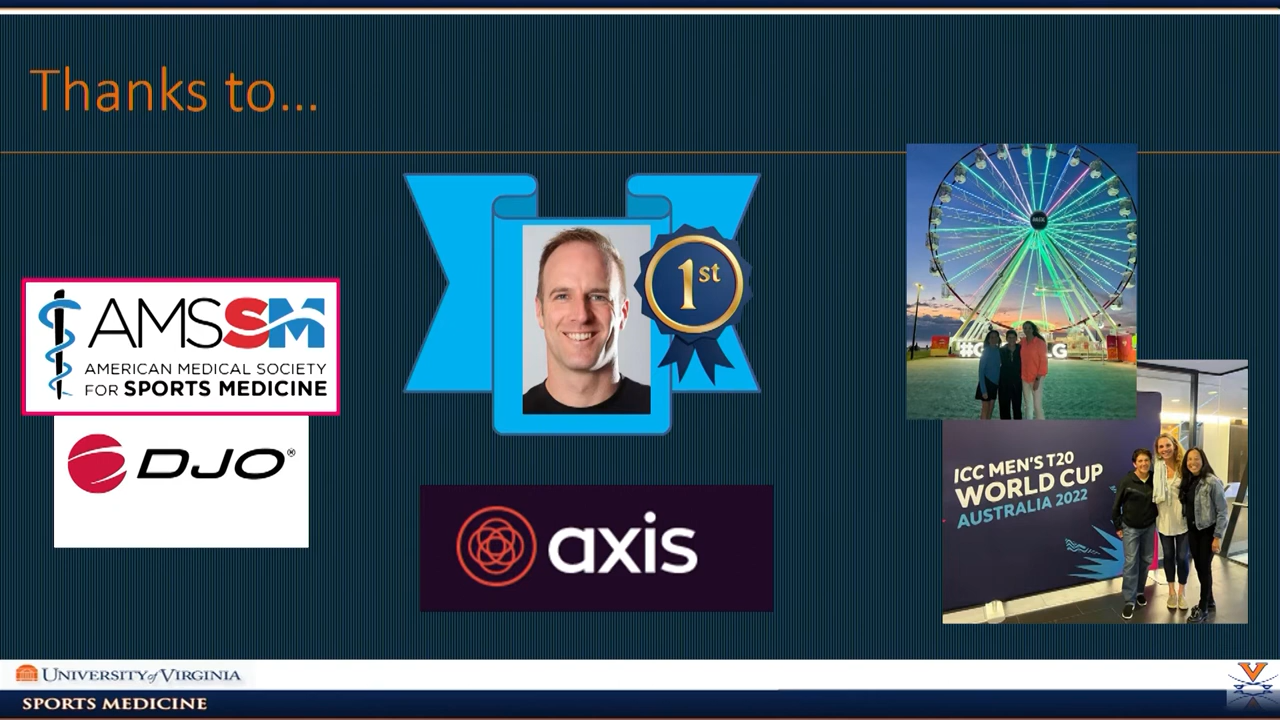 Thanks to...
AMSSM
AMERICAN MEDICAL SOCIETY
FOR SPORTS MEDICINE
DJO®
1st
axis
ICC MEN'S T20
WORLD CUP
AUSTRALIA 2022
UNIVERSITY of VIRGINIA
SPORTS MEDICINE
V